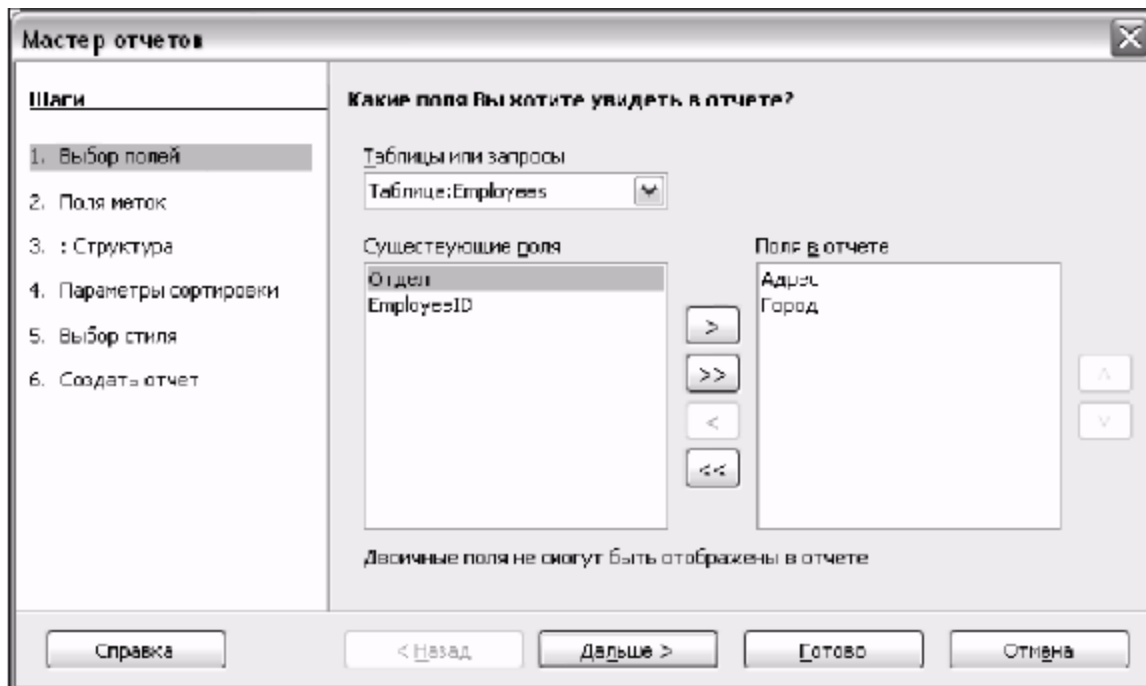 Мастер отчетов
Шаги
1. Выбор полей
2. Поля меток
3. : Структура
4. Параметры сортировки
5. Выбор стиля
6. Создать отчет
Какие поля Вы хотите увидеть в отчете?
Таблицы или запросы
Таблице:Employees
Существующие поля
Отдел
EmployeeID
>
>>
<
<<
Поля в отчете
Адрес
Город
Двоичные поля не смогут быть отображены в отчете
Справка
< Назад
Дальше >
Готово
Отмена